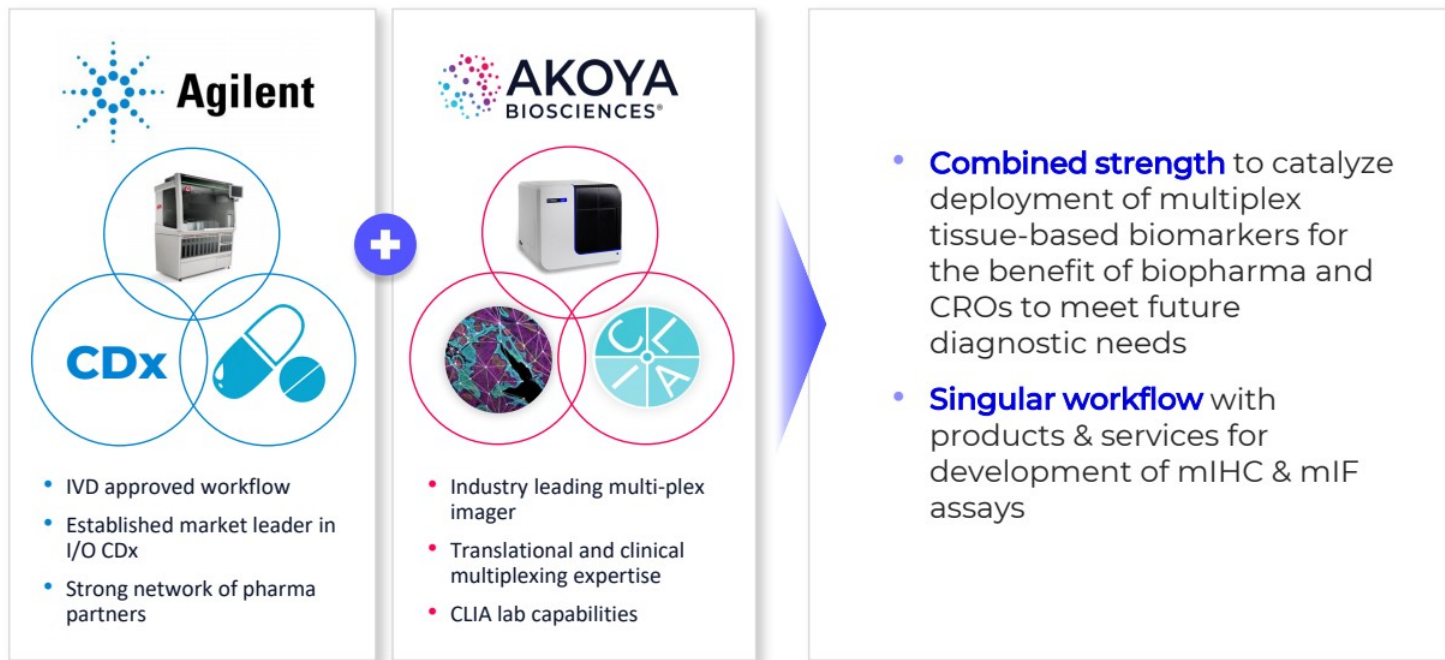 Agilent
CDx
• IVD approved workflow
• Established market leader in
I/O CDx
• Strong network of pharma
partners
AKOYA
BIOSCIENCES®
CLIA
• Industry leading multi-plex
imager
• Translational and clinical
multiplexing expertise
• CLIA lab capabilities
• Combined strength to catalyze
deployment of multiplex
tissue-based biomarkers for
the benefit of biopharma and
CROs to meet future
diagnostic needs
• Singular workflow with
products & services for
development of mIHC & mIF
assays